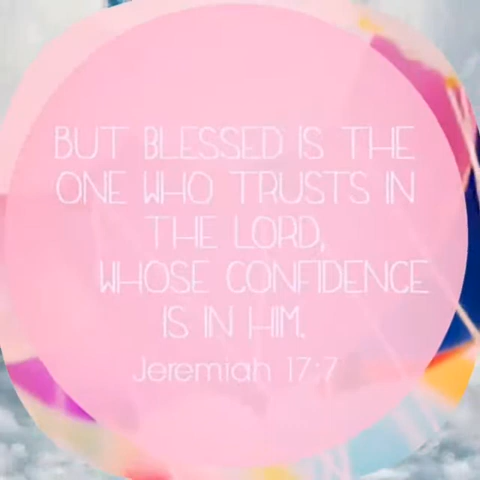 BUT BLESSED IS THE
ONE WHO TRUSTS IN
THE LORD,
WHOSE CONFIDENCE
IS IN HIM.
Jeremiah 17:7